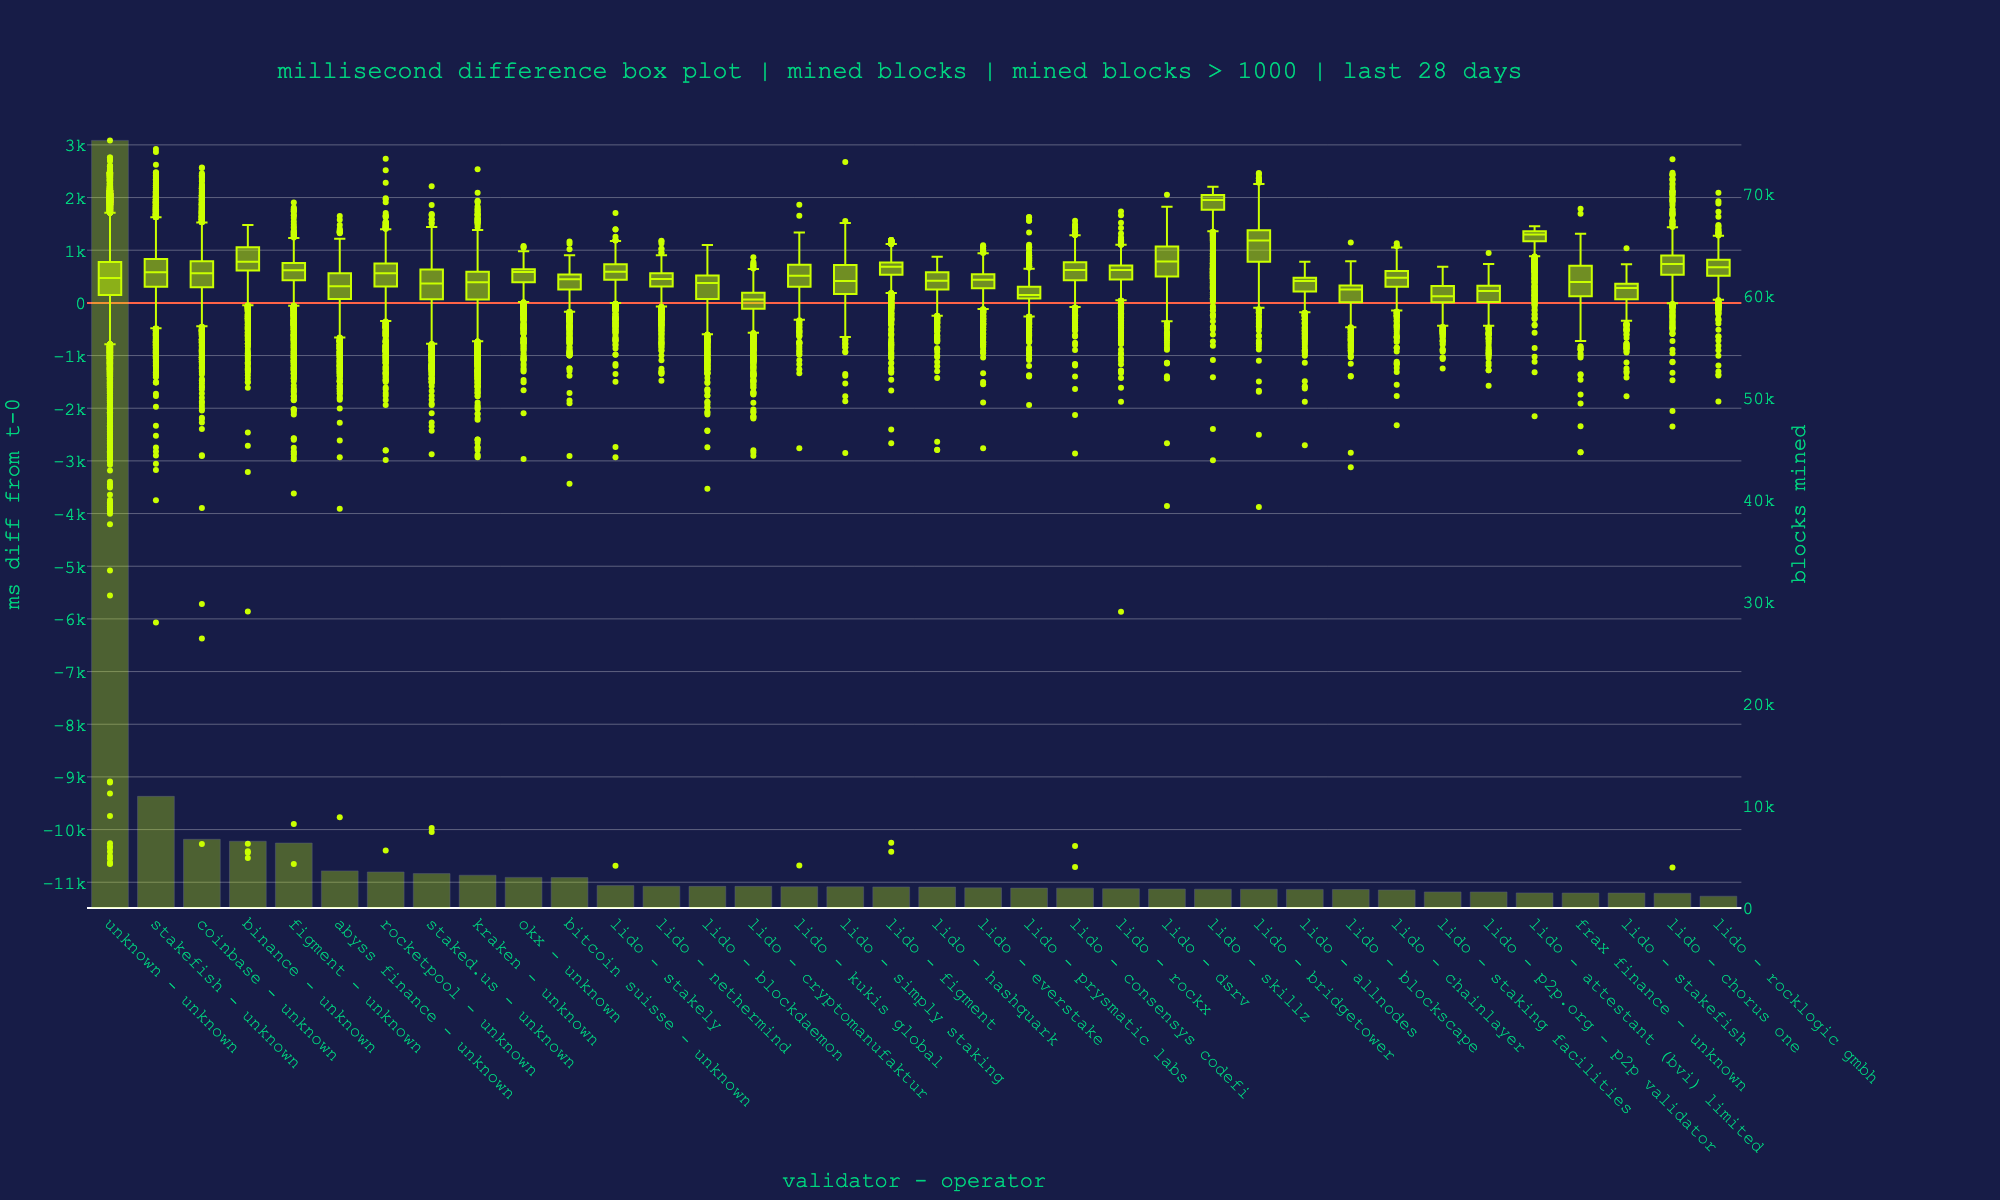 millisecond difference box plot | mined blocks | mined blocks > 1000 | last 28 days
3k
2k
1k
0
−1k
−2k
−3k
−4k
−5k
−6k
−7k
−8k
−9k
−10k
−11k
ms diff from t-0
70k
60k
50k
40k
30k
20k
10k
0
blocks mined
unknown - unknown
stakefish - unknown
coinbase - unknown
binance - unknown
figment - unknown
abyss finance - unknown
rocketpool - unknown
staked.us - unknown
kraken - unknown
okx - unknown
bitcoin suisse - unknown
lido - stakely
lido - nethermind
lido - blockdaemon
lido - cryptomanufaktur
lido - kukis global
lido - simply staking
lido - figment
lido - hashquark
lido - everstake
lido - prysmatic labs
lido - consensys codefi
lido - rockx
lido - dsrv
lido - skillz
lido - bridgetower
lido - allnodes
lido - blockscape
lido - chainlayer
lido - staking facilities
lido - p2p.org - p2p validator
lido - attestant (bvi) limited
frax finance - unknown
lido - stakefish
lido - chorus one
lido - rocklogic gmbh
validator - operator